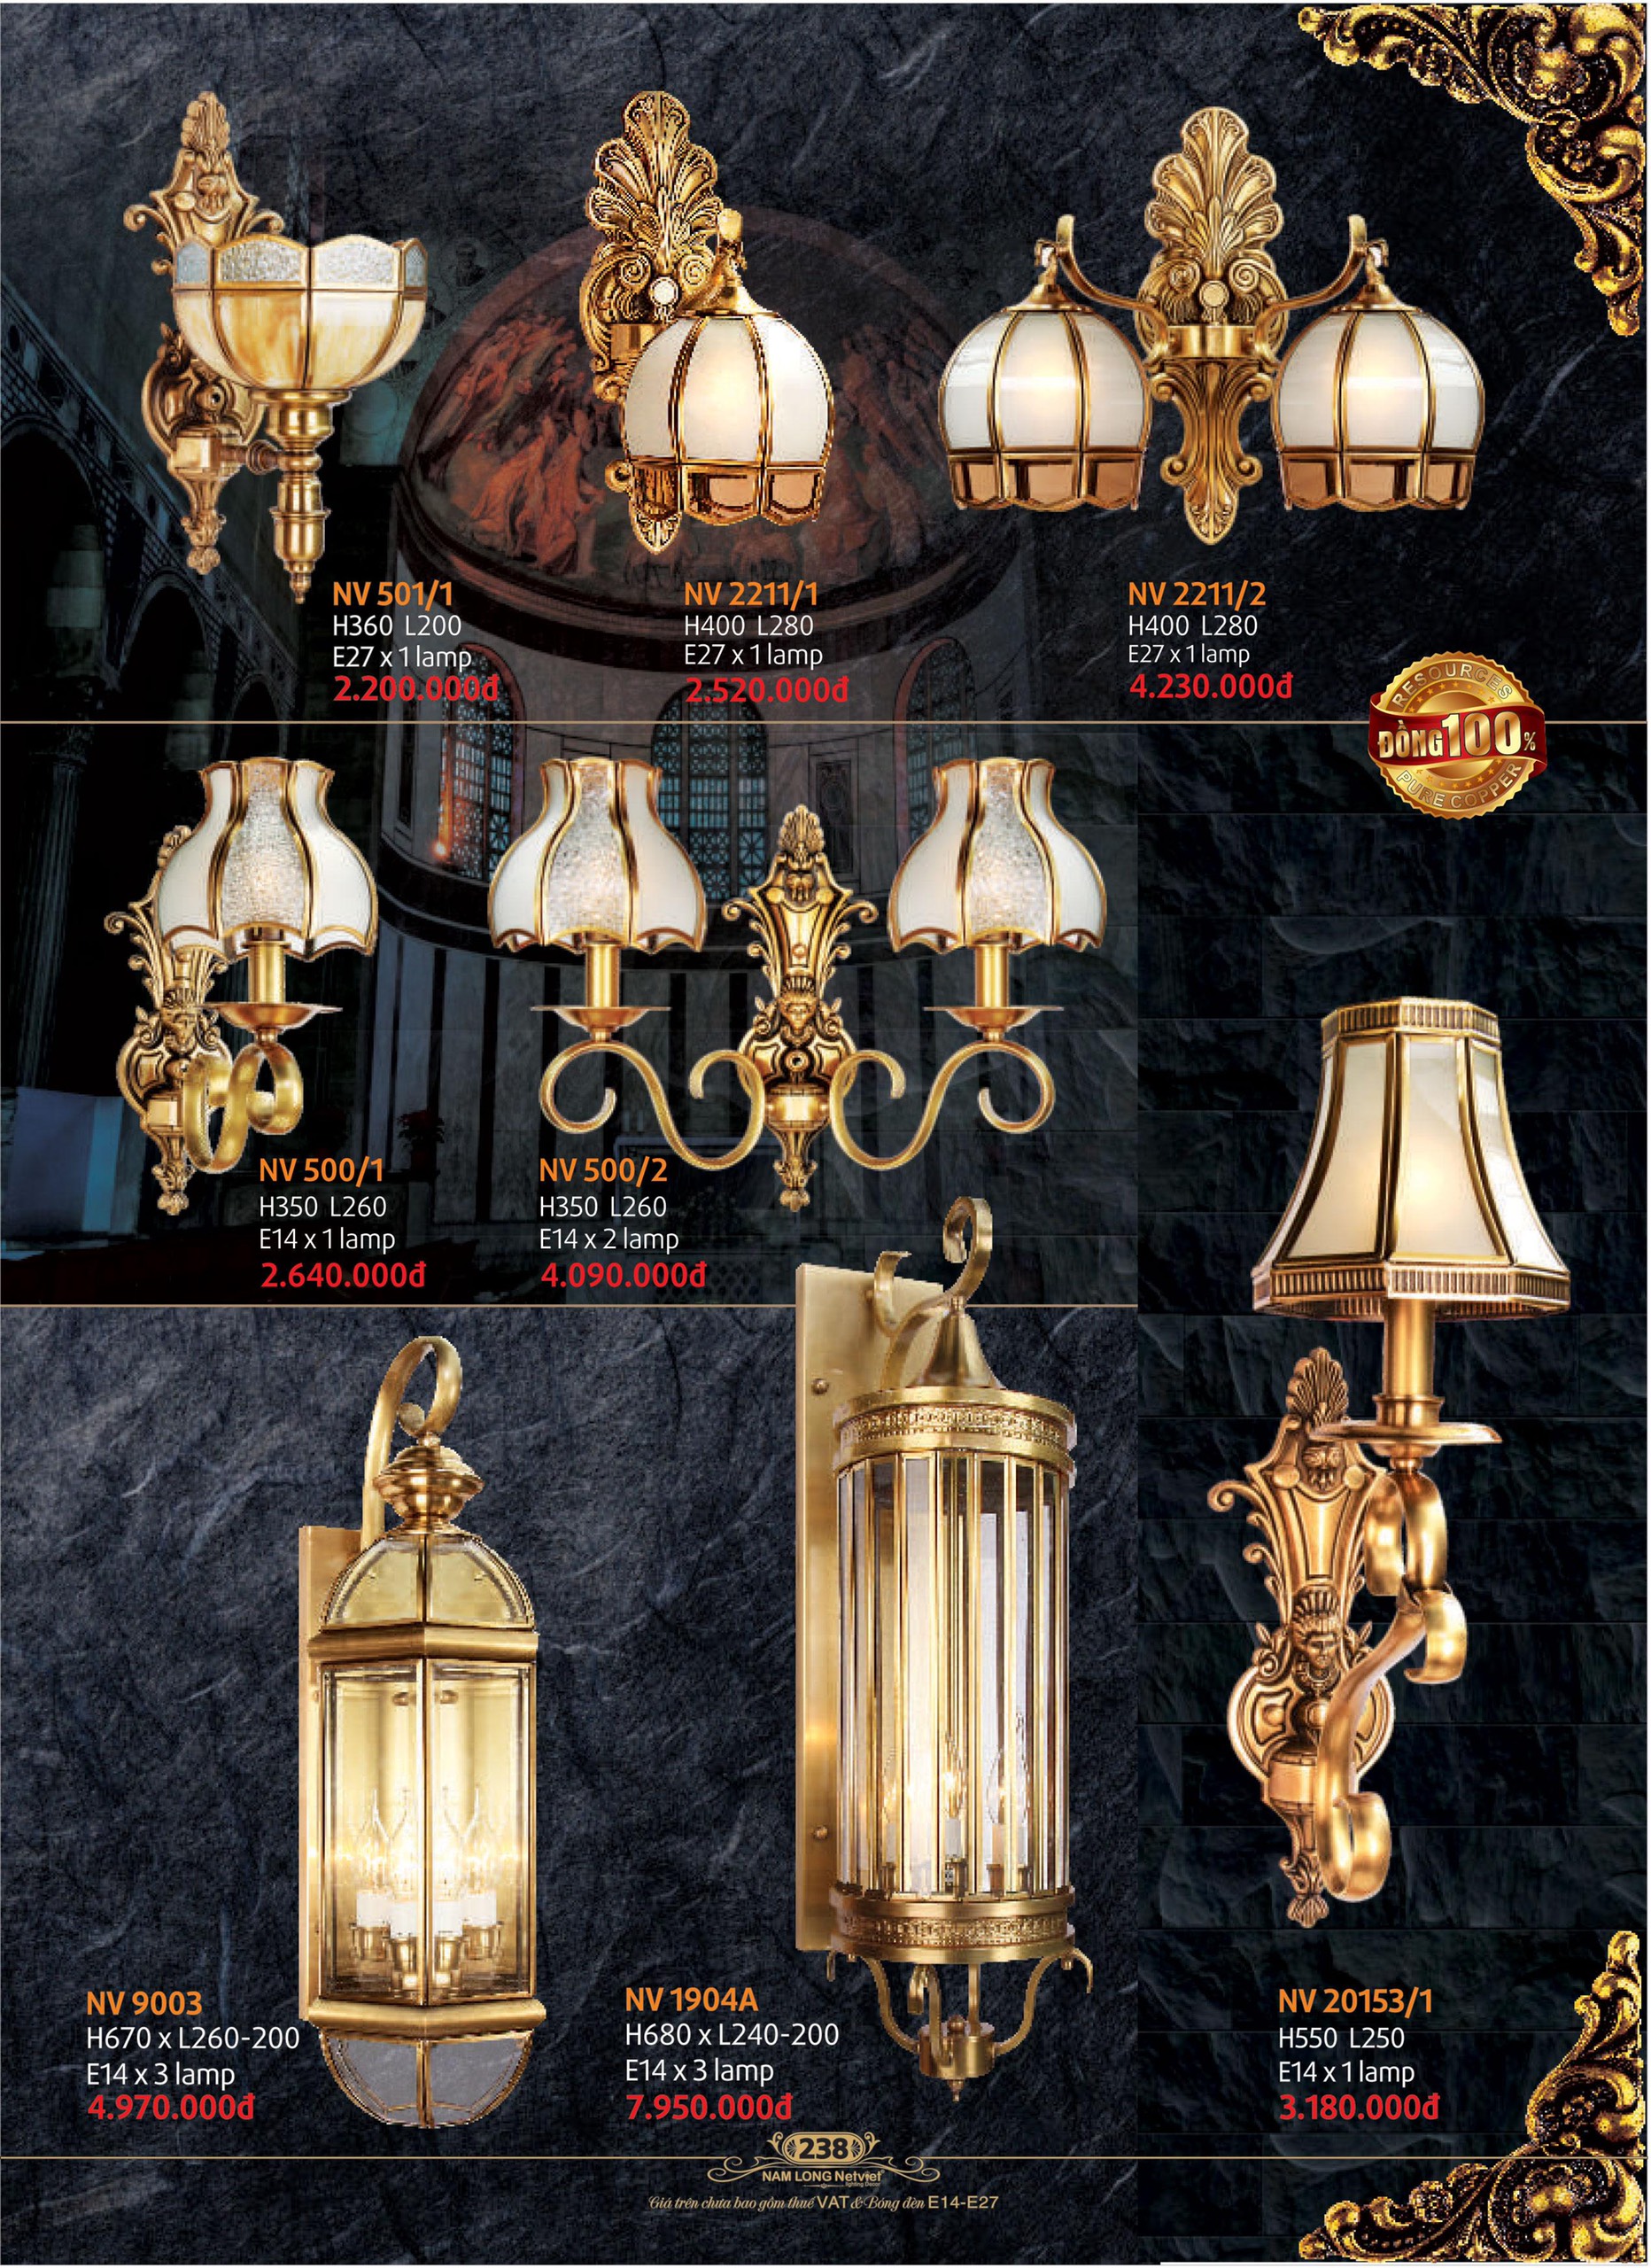 NV 501/1
H360 L200
E27 x 1 lamp
2.200.000đ
NV 2211/1
H400 L280
E27 x 1 lamp
2.520.000đ
NV 2211/2
H400 L280
E27 x 1 lamp
4.230.000đ
RESOURCES
ĐỒNG 100%
PURE COPPER
NV 500/1
H350 L260
E14 x 1 lamp
2.640.000đ
NV 500/2
H350 L260
E14 x 2 lamp
4.090.000đ
NV 9003
H670 x L260-200
E14 x 3 lamp
4.970.000đ
NV 1904A
H680 x L240-200
E14 x 3 lamp
7.950.000đ
NV 20153/1
H550 L250
E14 x 1 lamp
3.180.000đ
238
NAM LONG Netviet
lighting Decor
Giá trên chưa bao gồm thuế VAT & Bóng đèn E14-E27